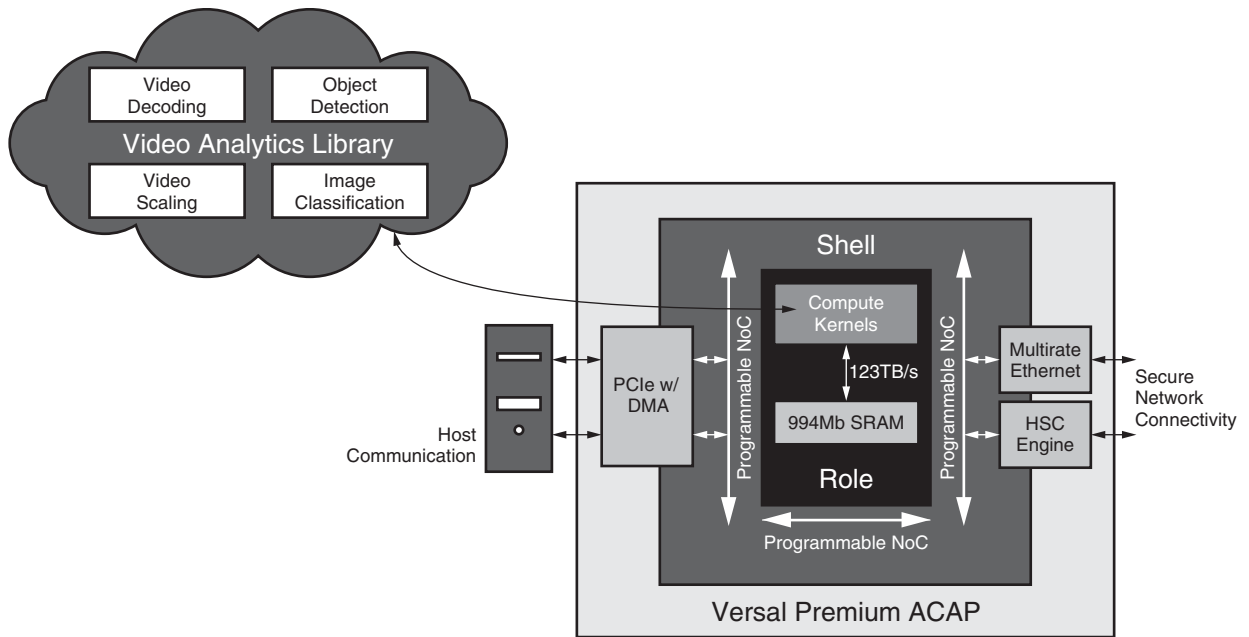 Video
Decoding
Object
Detection
Video Analytics Library
Video
Scaling
Image
Classification
Shell
Compute
Kernels
123TB/s
994Mb SRAM
Role
Programmable NoC
Programmable NoC
Programmable NoC
PCIe w/
DMA
Host
Communication
Multirate
Ethernet
HSC
Engine
Secure
Network
Connectivity
Versal Premium ACAP